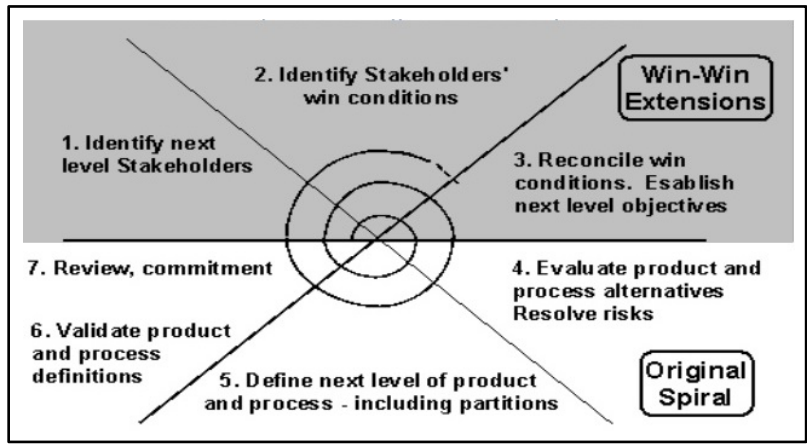 2. Identify Stakeholders'
win conditions
Win-Win
Extensions
1. Identify next
level Stakeholders
3. Reconcile win
conditions. Esablish
next level objectives
7. Review, commitment
4. Evaluate product and
process alternatives
Resolve risks
6. Validate product
and process
definitions
5. Define next level of product
and process - including partitions
Original
Spiral